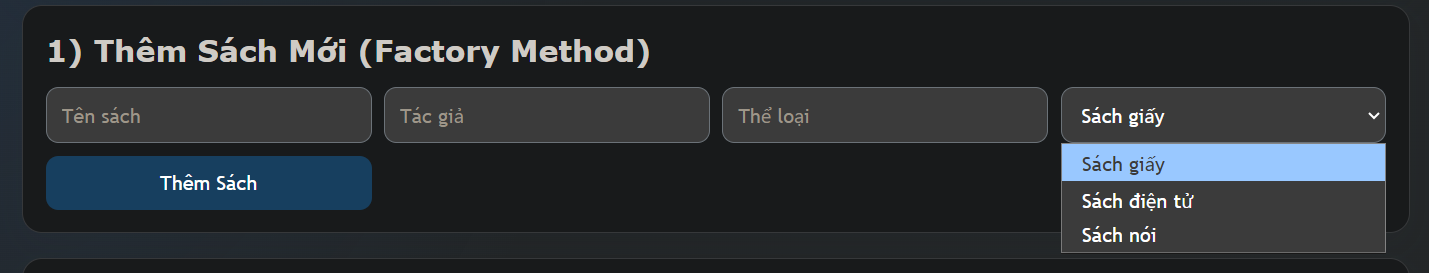 1) Thêm Sách Mới (Factory Method)
Tên sách
Tác giả
Thể loại
Sách giấy
Thêm Sách
Sách giấy
Sách điện tử
Sách nói